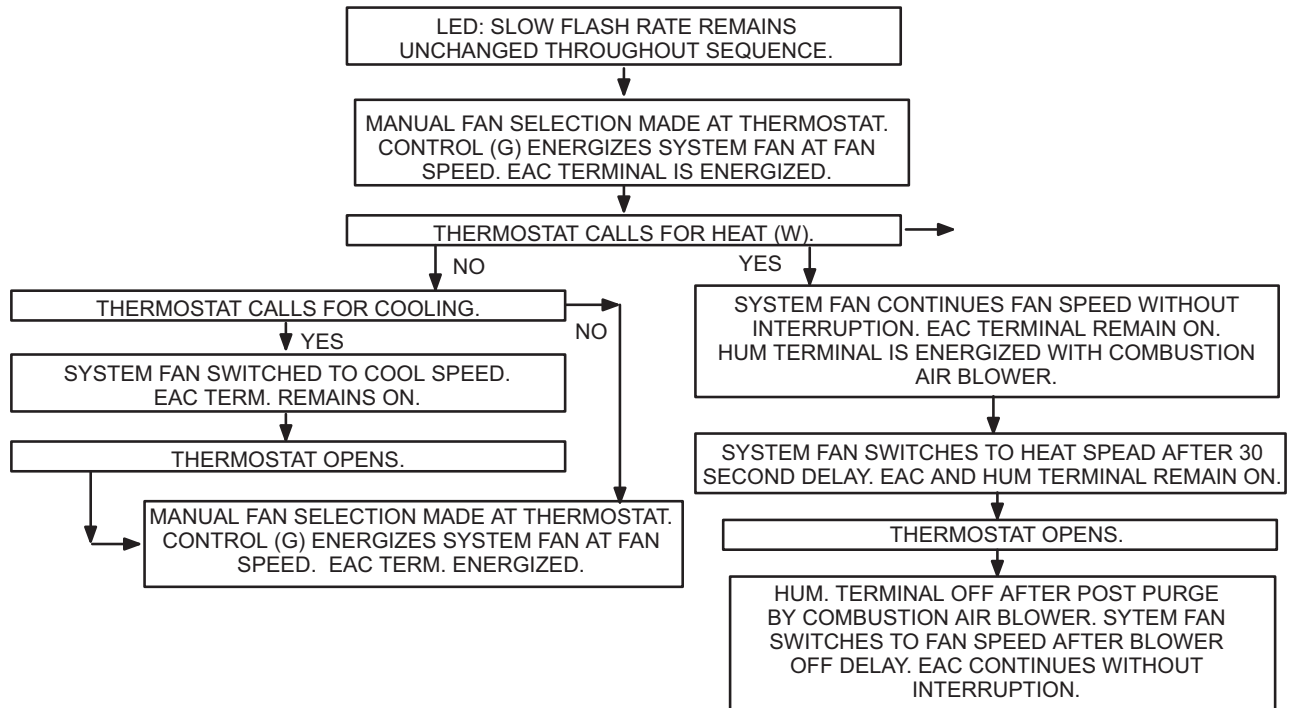 LED: SLOW FLASH RATE REMAINS
UNCHANGED THROUGHOUT SEQUENCE.
MANUAL FAN SELECTION MADE AT THERMOSTAT.
CONTROL (G) ENERGIZES SYSTEM FAN AT FAN
SPEED. EAC TERMINAL IS ENERGIZED.
THERMOSTAT CALLS FOR HEAT (W).
NO
YES
THERMOSTAT CALLS FOR COOLING.
NO
YES
SYSTEM FAN SWITCHED TO COOL SPEED.
EAC TERM. REMAINS ON.
THERMOSTAT OPENS.
MANUAL FAN SELECTION MADE AT THERMOSTAT.
CONTROL (G) ENERGIZES SYSTEM FAN AT FAN
SPEED. EAC TERM. ENERGIZED.
SYSTEM FAN CONTINUES FAN SPEED WITHOUT
INTERRUPTION. EAC TERMINAL REMAIN ON.
HUM TERMINAL IS ENERGIZED WITH COMBUSTION
AIR BLOWER.
SYSTEM FAN SWITCHES TO HEAT SPEAD AFTER 30
SECOND DELAY. EAC AND HUM TERMINAL REMAIN ON.
THERMOSTAT OPENS.
HUM. TERMINAL OFF AFTER POST PURGE
BY COMBUSTION AIR BLOWER. SYTEM FAN
SWITCHES TO FAN SPEED AFTER BLOWER
OFF DELAY. EAC CONTINUES WITHOUT
INTERRUPTION.